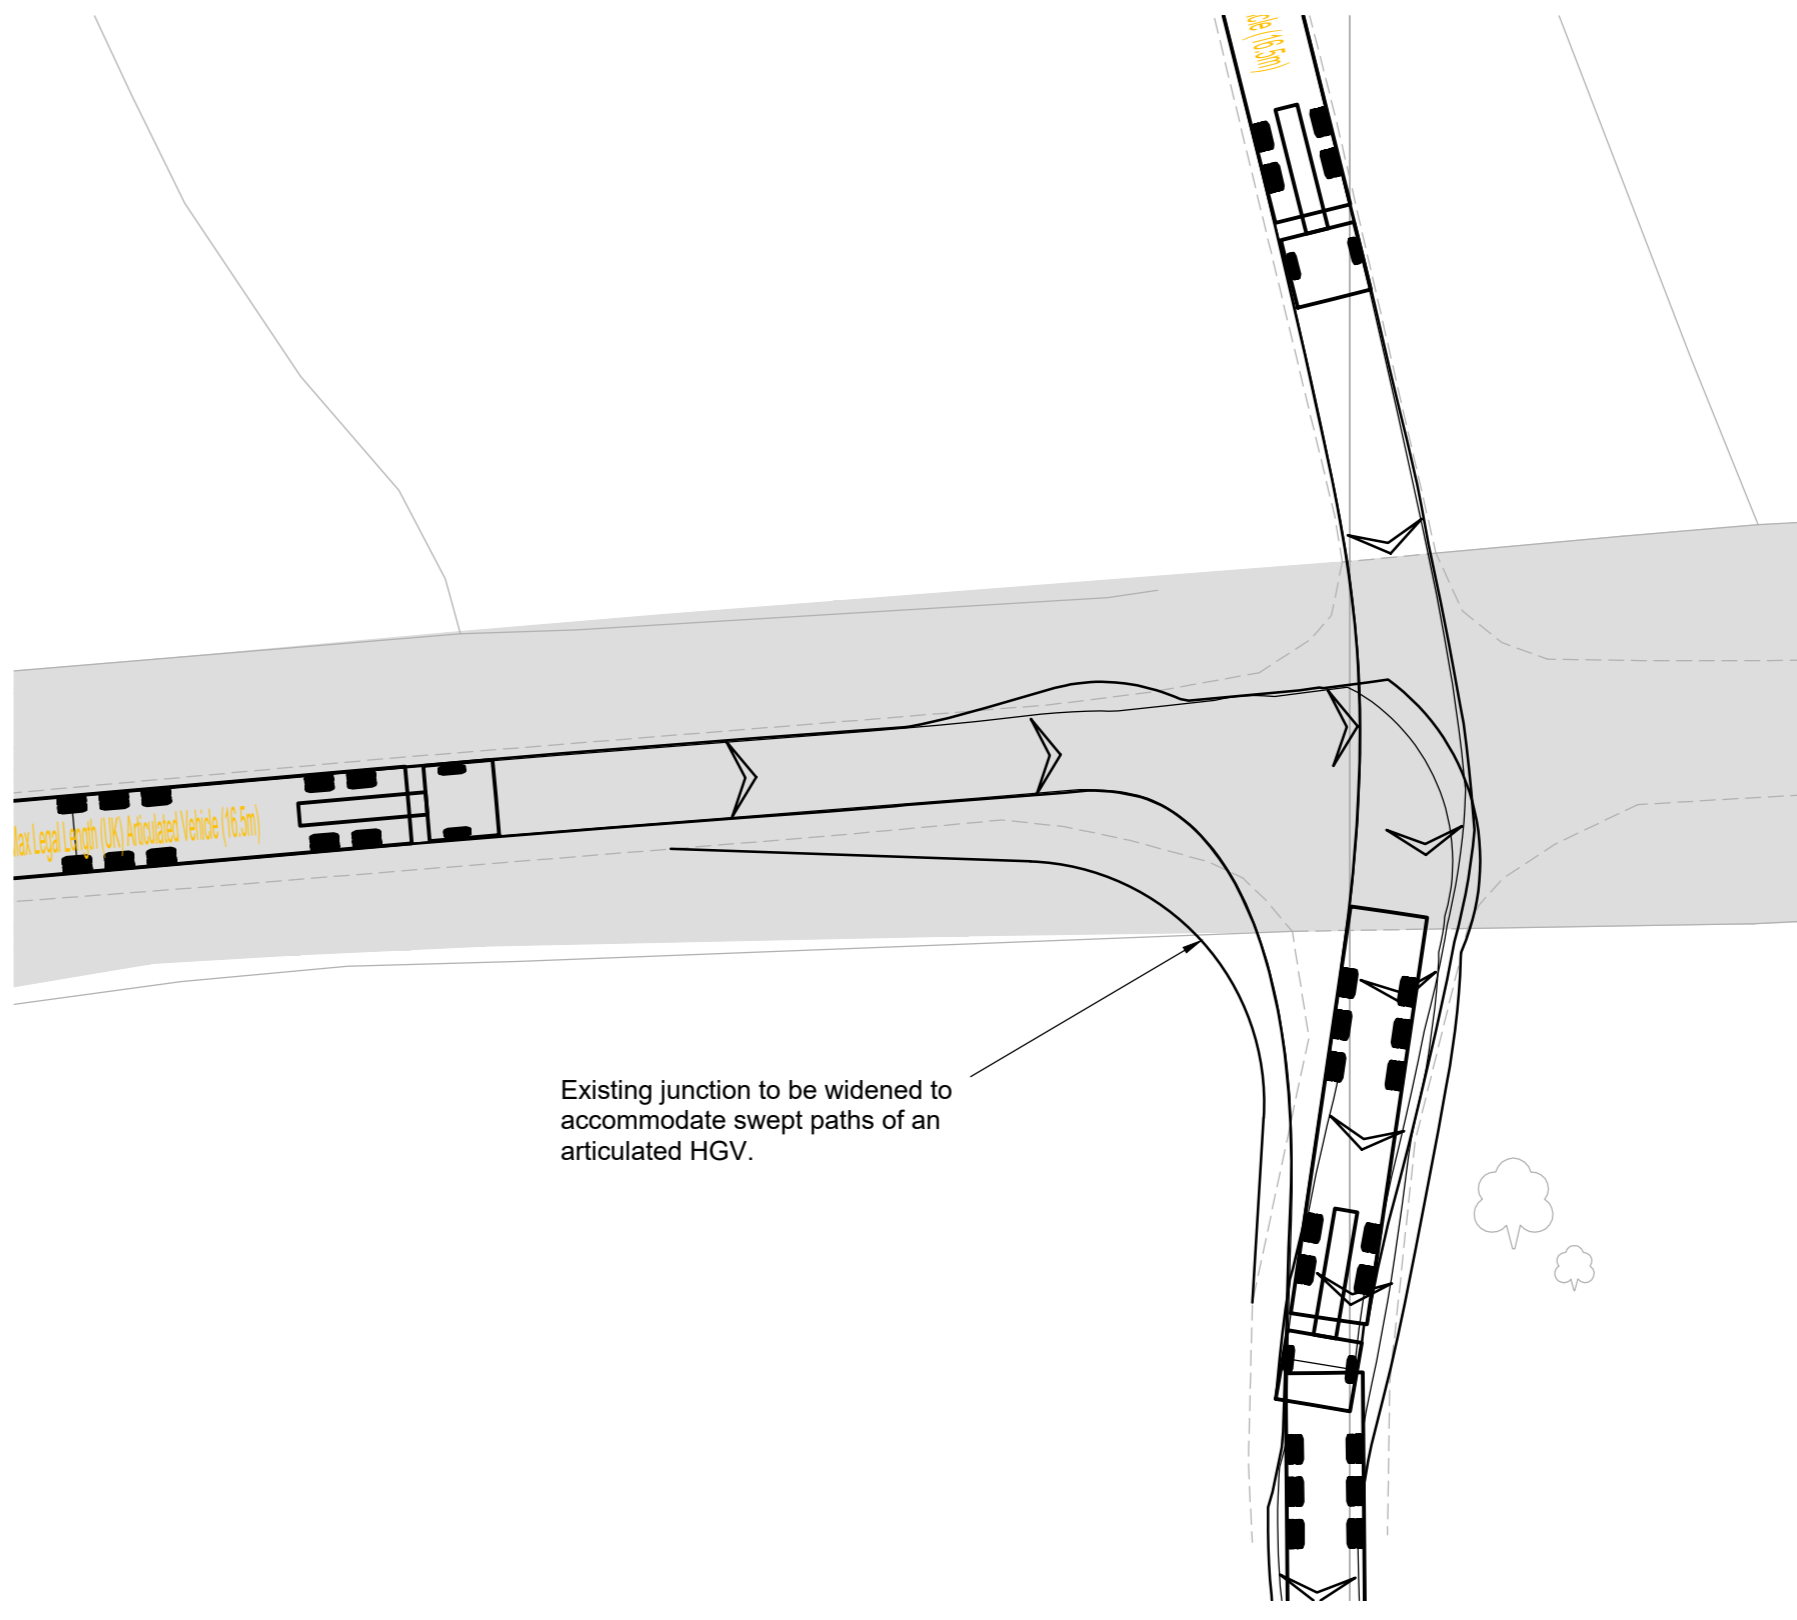 cle (16.5m)
Max Legal Length (UK) Articulated Vehicle (16.5m)
Existing junction to be widened to
accommodate swept paths of an
articulated HGV.